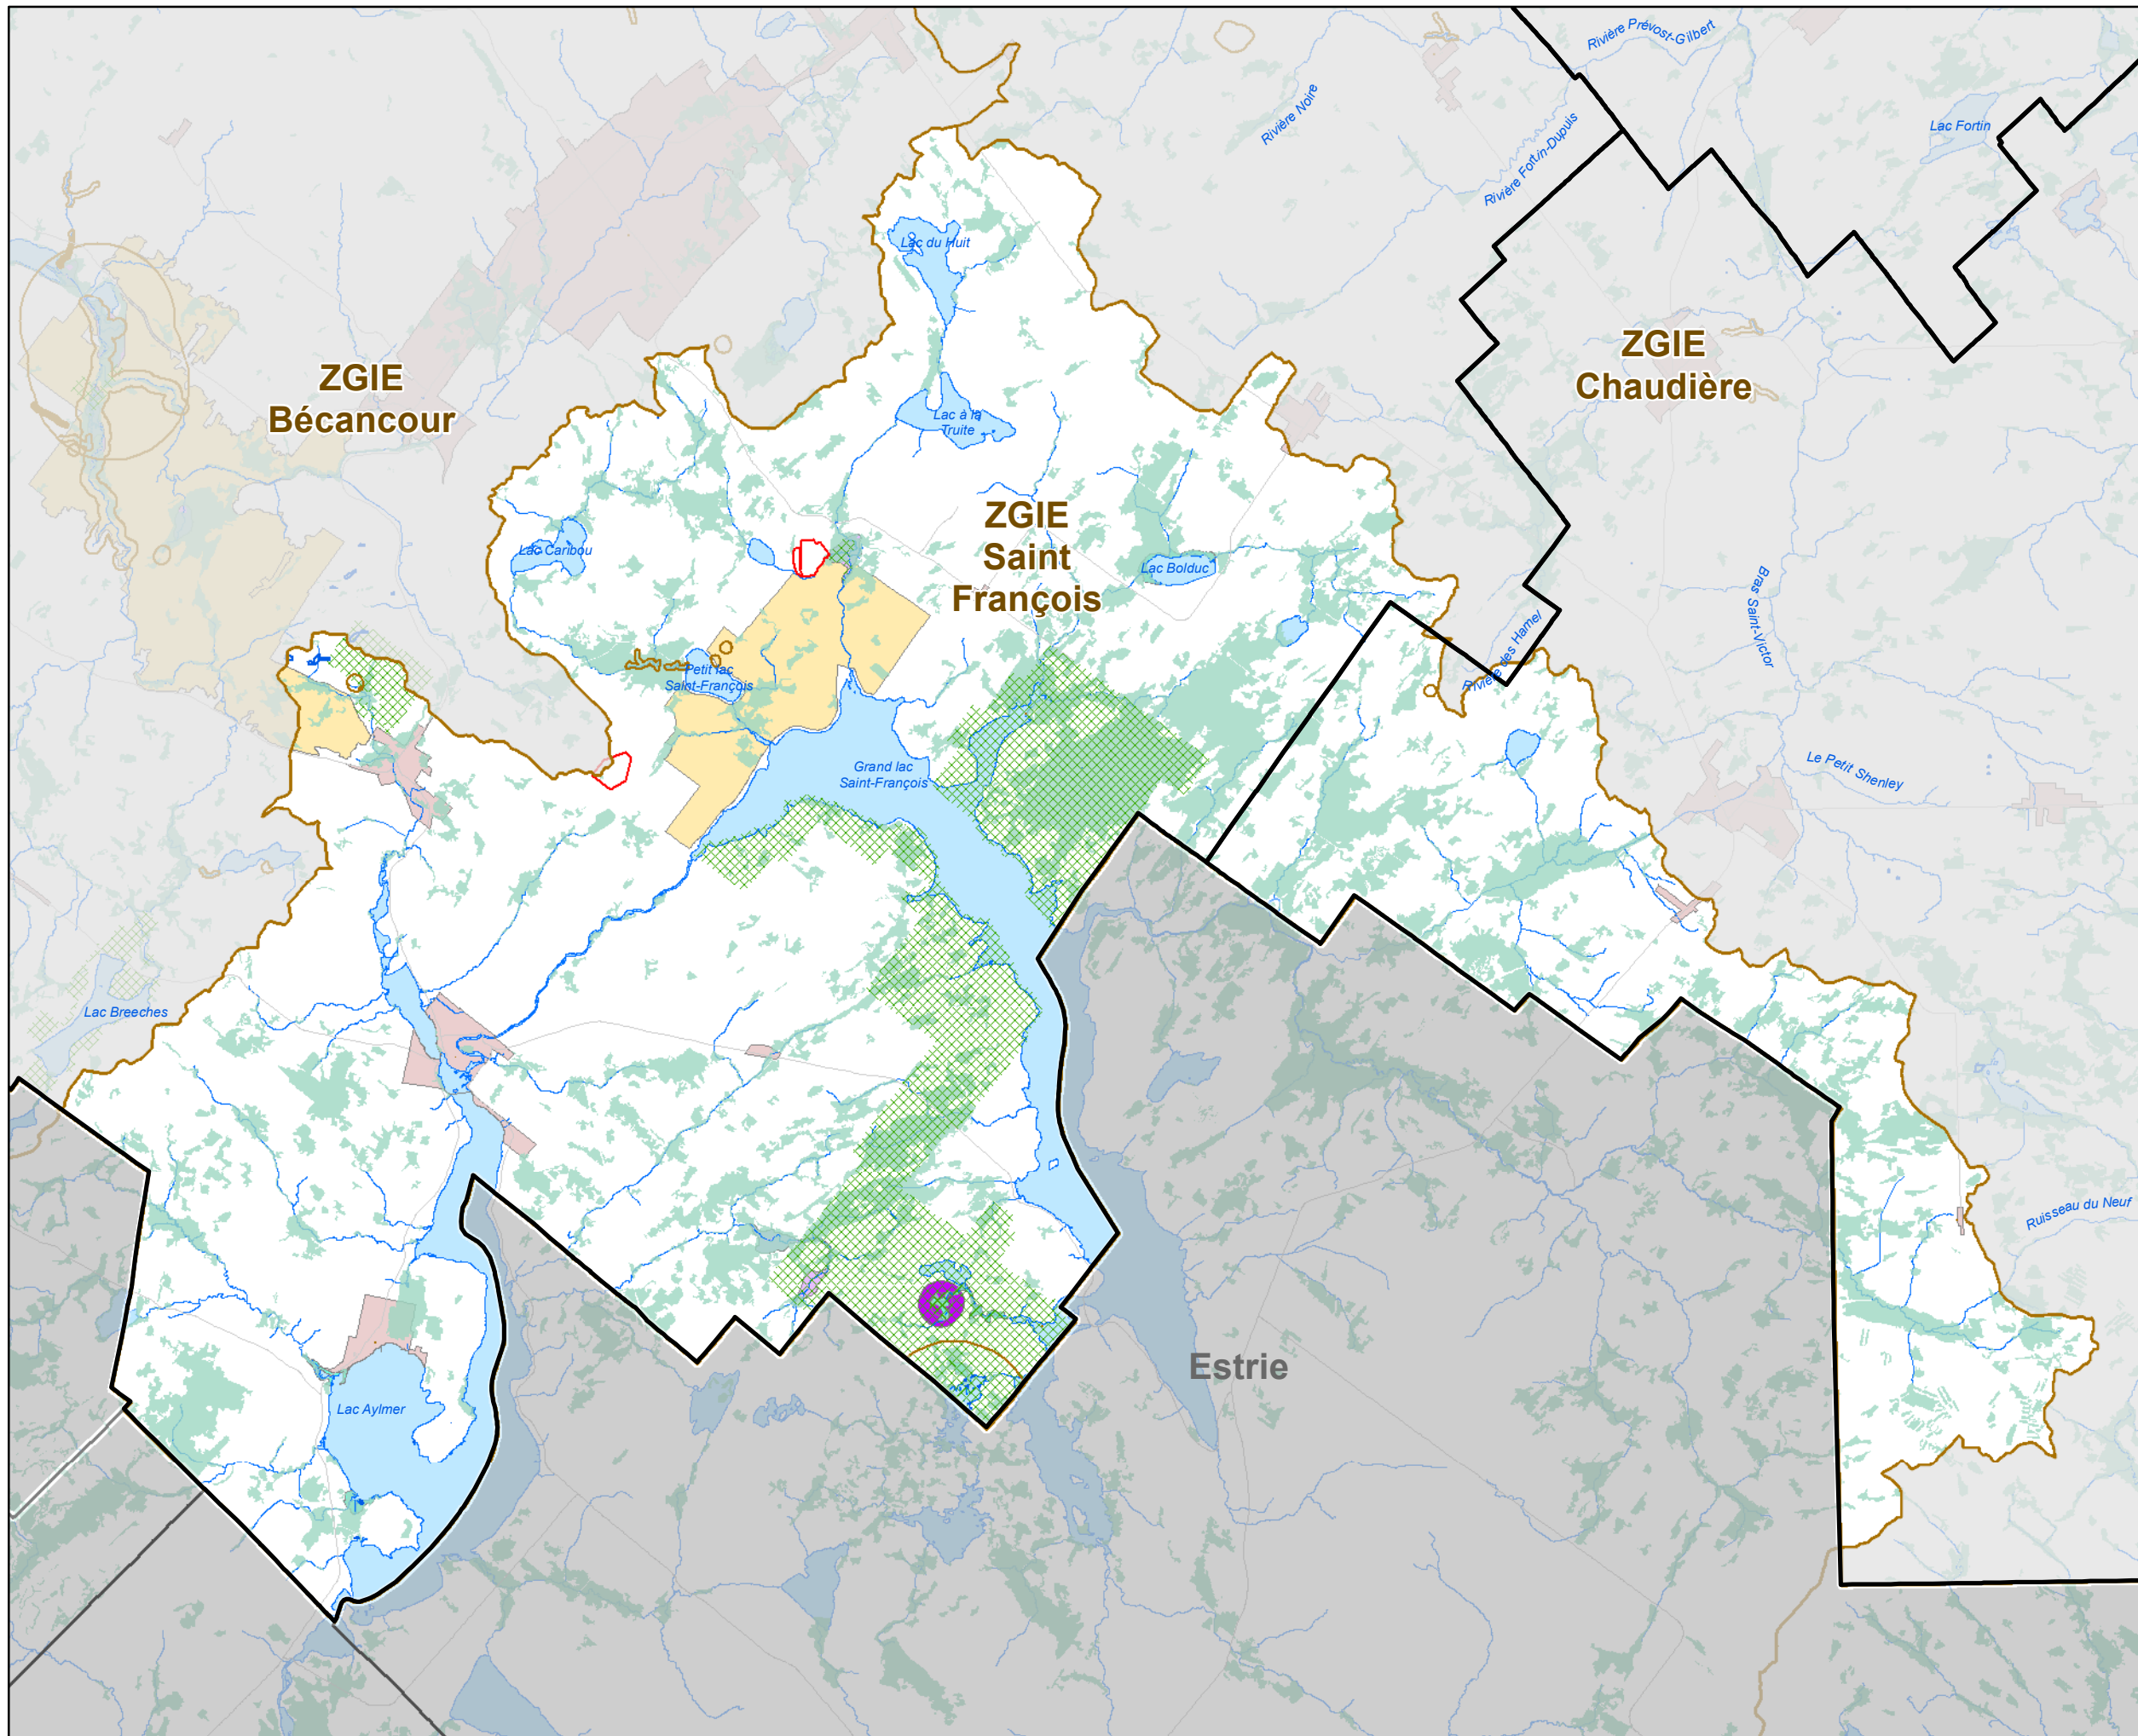 Rivière Prévost-Gilbert
Rivière Noire
Rivière Fortin-Dupuis
Lac Fortin
Lac du Huit
ZGIE
Chaudière
ZGIE
Bécancour
Lac à la
Truite
ZGIE
Saint
François
Lac Caribou
Lac Bolduc
Bras Saint-Victor
Rivière des Hamel
Petit lac
Saint-François
Grand lac
Saint-François
Le Petit Shenley
Lac Breeches
Ruisseau du Neuf
Estrie
Lac Aylmer